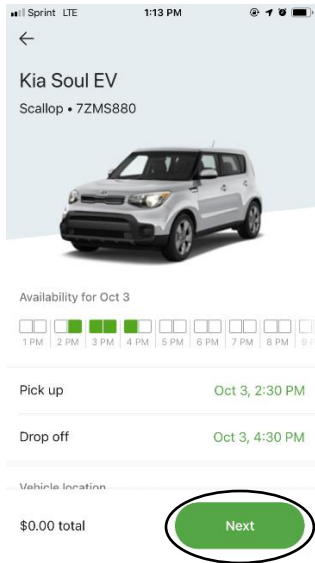 Sprint LTE 1:13 PM
Kia Soul EV
Scallop • 7ZMS880
Availability for Oct 3
1 PM 2 PM 3 PM 4 PM 5 PM 6 PM 7 PM 8 PM
Pick up Oct 3, 2:30 PM
Drop off Oct 3, 4:30 PM
Vehicle location
$0.00 total Next